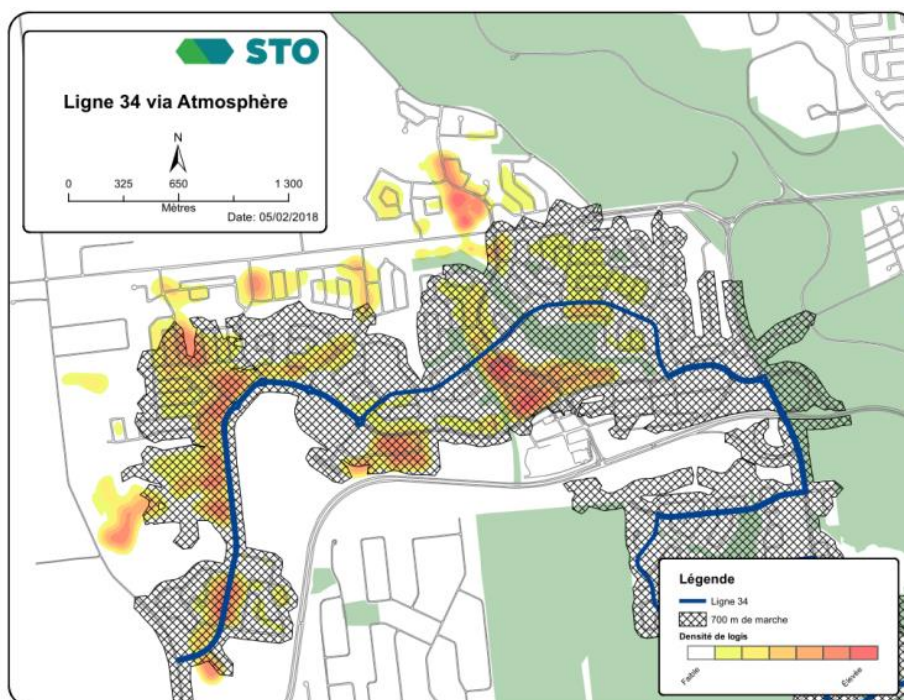 STO
Ligne 34 via Atmosphère
N
0 325 650 1 300
Mètres
Date: 05/02/2018
Légende
Ligne 34
700 m de marche
Densité de logis
Faible
Élevée